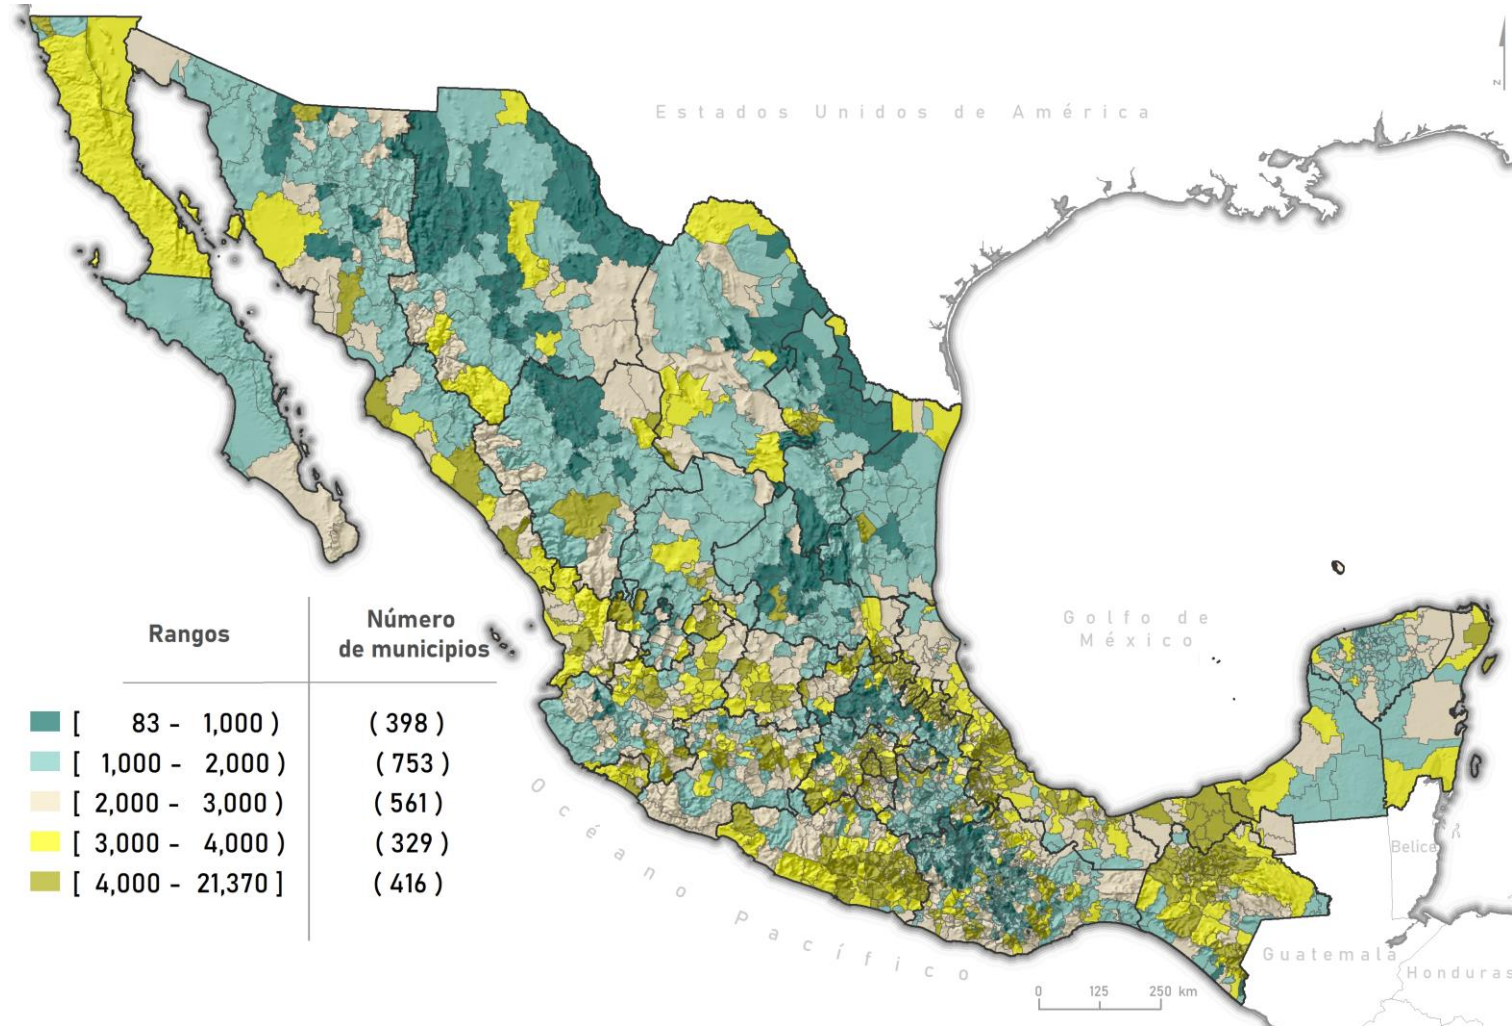 Estados Unidos de América
N
Golfo de
México
Rangos
Número
de municipios
[ 83 - 1,000 ) ( 398 )
[ 1,000 - 2,000 ) ( 753 )
[ 2,000 - 3,000 ) ( 561 )
[ 3,000 - 4,000 ) ( 329 )
[ 4,000 - 21,370 ] ( 416 )
Océano Pacífico
Belice
Guatemala
Honduras
0 125 250 km